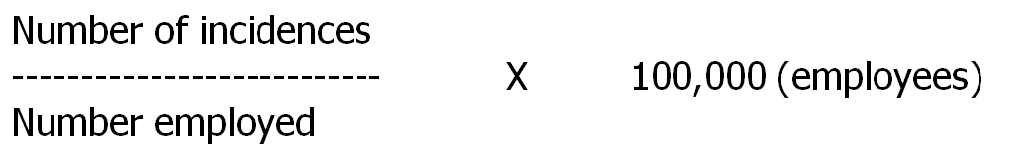 Number of incidences
--------------------------- X 100,000 (employees)
Number employed